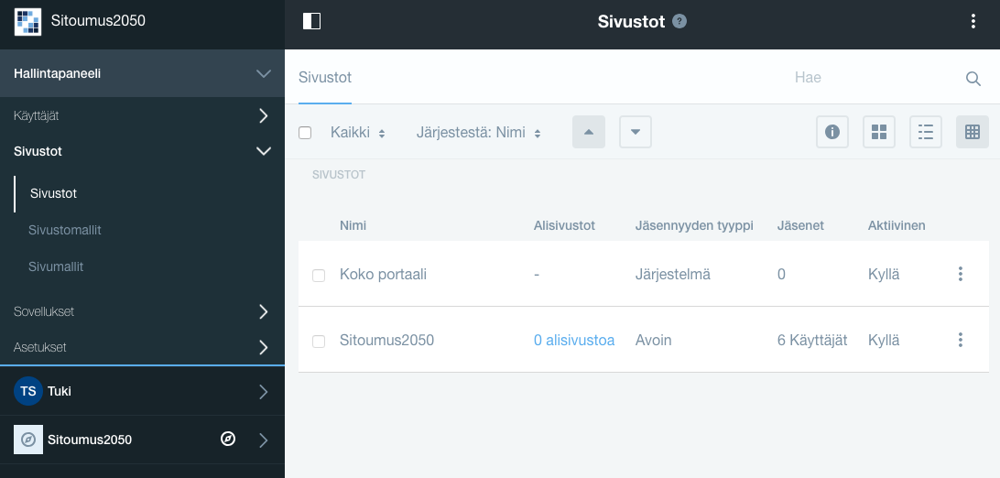 Sitoumus2050
Hallintapaneeli
Käyttäjät
Sivustot
Sivustot
Sivustomallit
Sivumallit
Sovellukset
Asetukset
TS Tuki
Sitoumus2050
Sivustot ?
Sivustot Hae
Kaikki Järjestestä: Nimi
SIVUSTOT
Nimi Alisivustot Jäsennyyden tyyppi Jäsenet Aktiivinen
Koko portaali - Järjestelmä 0 Kyllä
Sitoumus2050 0 alisivustoa Avoin 6 Käyttäjät Kyllä